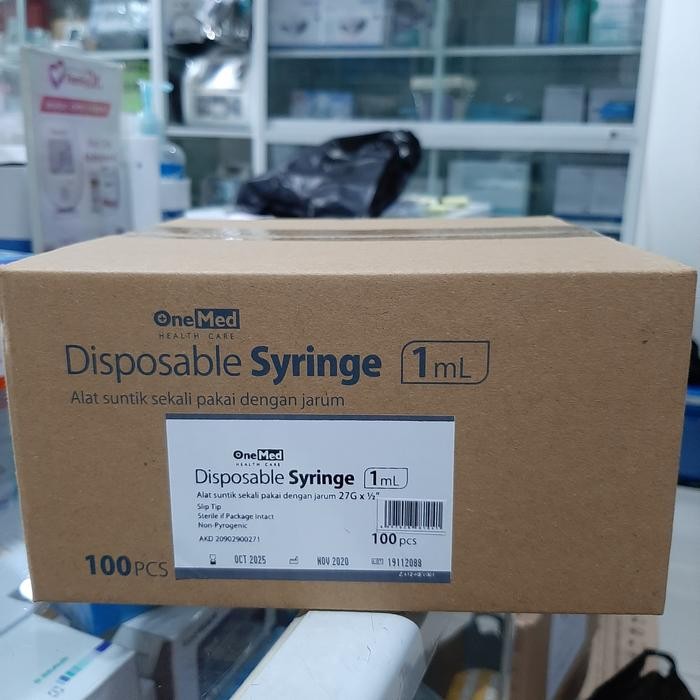 OneMed
HEALTH CARE
Disposable Syringe 1mL
Alat suntik sekali pakai dengan jarum
OneMed
HEALTH CARE
Disposable Syringe 1mL
Alat suntik sekali pakai dengan jarum 27G x ½"
Slip Tip
Sterile if Package Intact
Non-Pyrogenic
AKD 20902900271
100 pcs
OCT 2025 NOV 2020 LOT 19112088
100 PCS